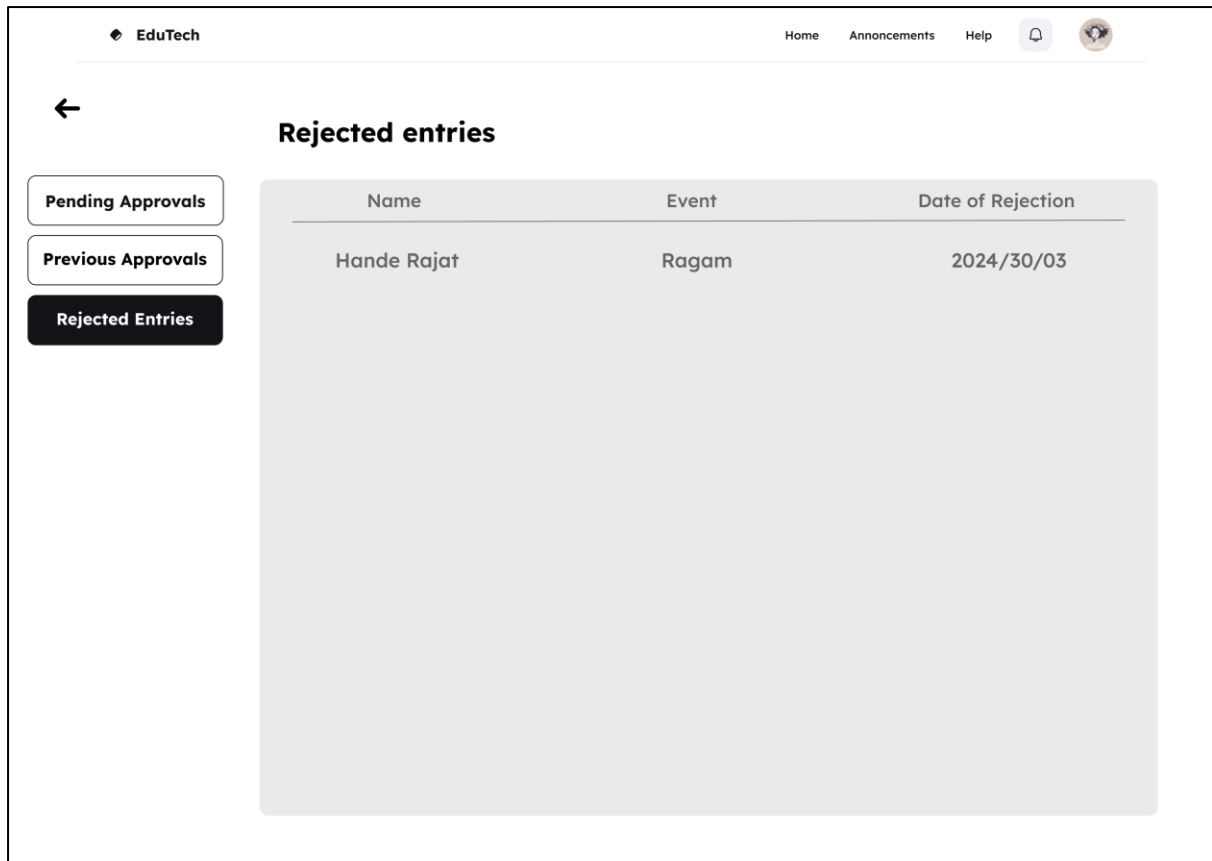 EduTech
Home Annoncements Help
Rejected entries
Pending Approvals
Previous Approvals
Rejected Entries
Name Event Date of Rejection
Hande Rajat Ragam 2024/30/03